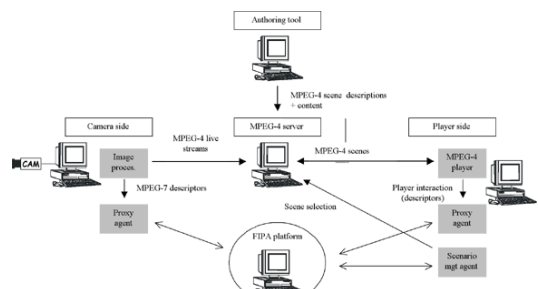 Authoring tool
MPEG-4 scene descriptions
+ content
Camera side
MPEG-4 server
Player side
MPEG-4 live
streams
MPEG-4 scenes
CAM
Image
proces.
MPEG-4
player
MPEG-7 descriptors
Player interaction
(descriptors)
Scene selection
Proxy
agent
Proxy
agent
FIPA platform
Scenario
mgt agent